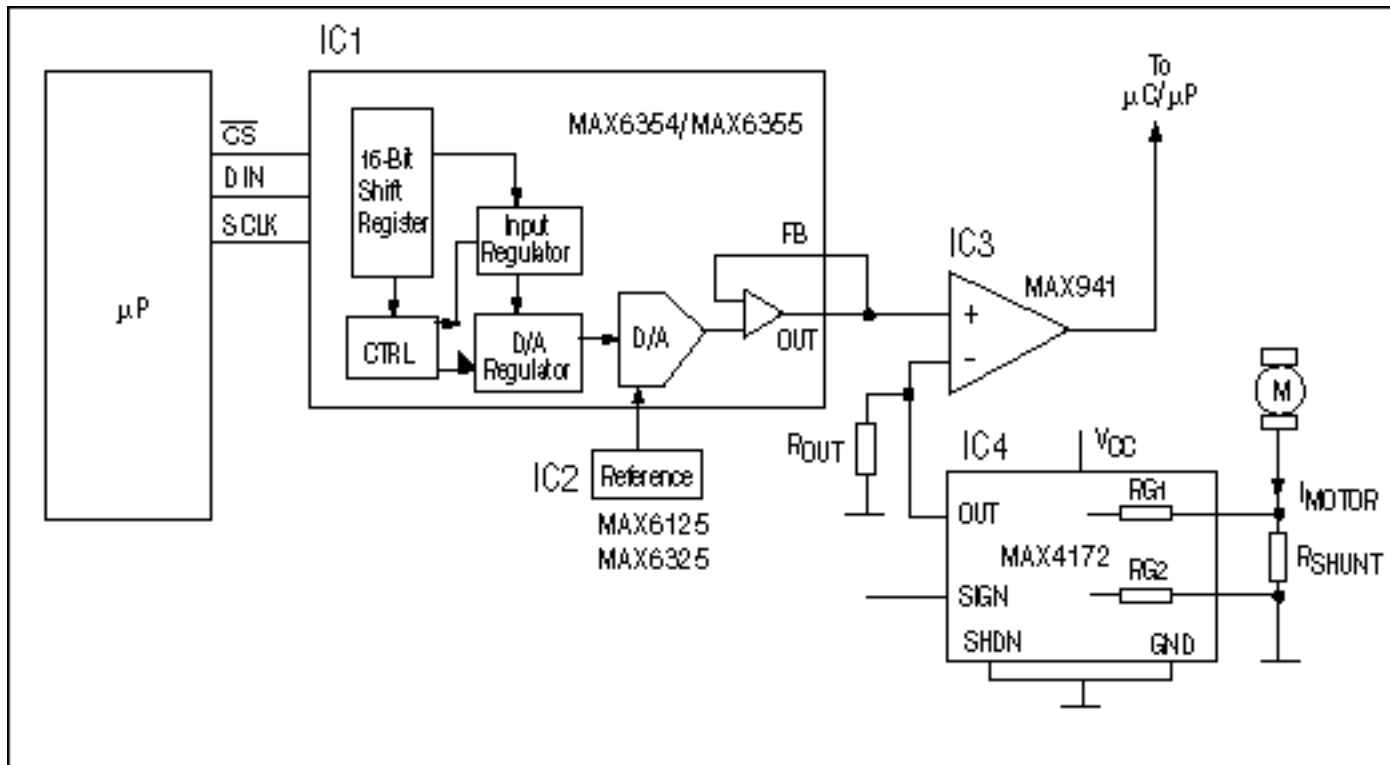 IC1
To
μC/μP
MAX6354/MAX6355
CS
DIN
SCLK
μP
16-Bit
Shift
Register
Input
Regulator
CTRL
D/A
Regulator
D/A
FB
OUT
IC3
MAX941
+
-
M
ROUT
IC2
Reference
MAX6125
MAX6325
IC4
VCC
OUT
RG1
IMOTOR
MAX4172
RG2
RSHUNT
SIGN
SHDN
GND